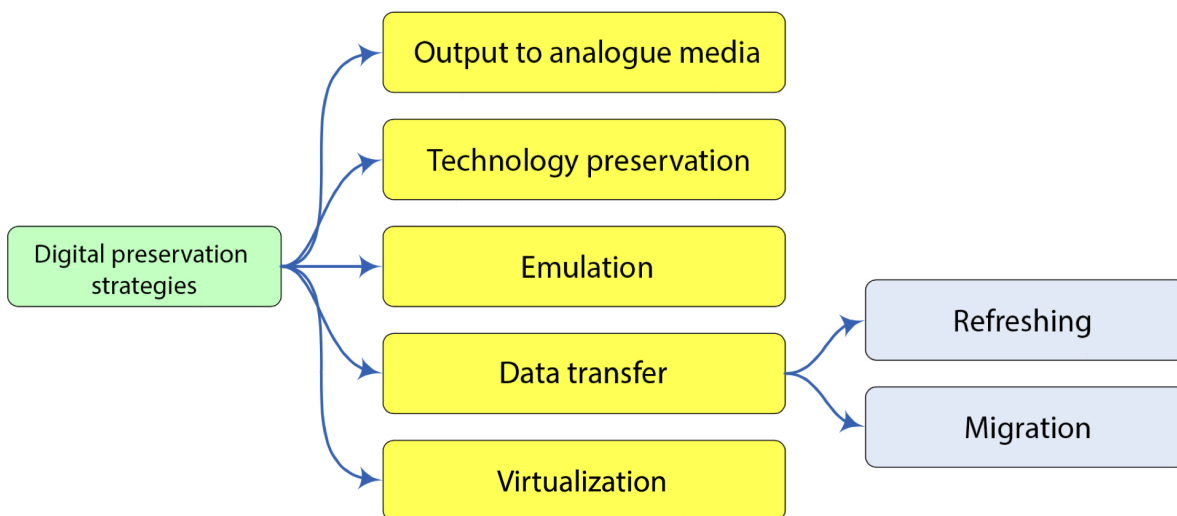 Output to analogue media
Technology preservation
Digital preservation
strategies
Emulation
Refreshing
Data transfer
Migration
Virtualization